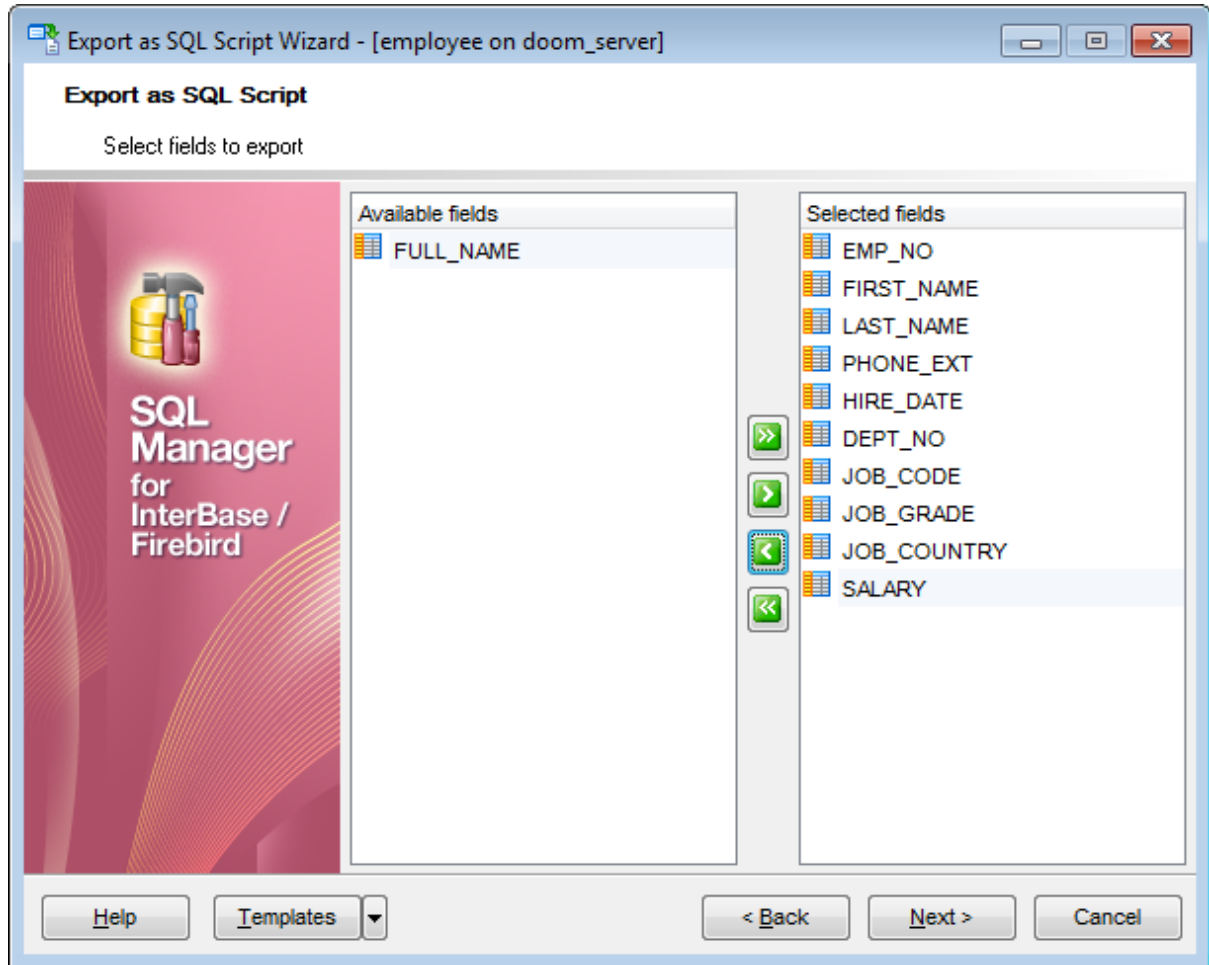 Export as SQL Script Wizard - [employee on doom_server]
Export as SQL Script
Select fields to export
SQL
Manager
for
InterBase /
Firebird
Available fields
FULL_NAME
Selected fields
EMP_NO
FIRST_NAME
LAST_NAME
PHONE_EXT
HIRE_DATE
DEPT_NO
JOB_CODE
JOB_GRADE
JOB_COUNTRY
SALARY
Help
Templates
< Back
Next >
Cancel